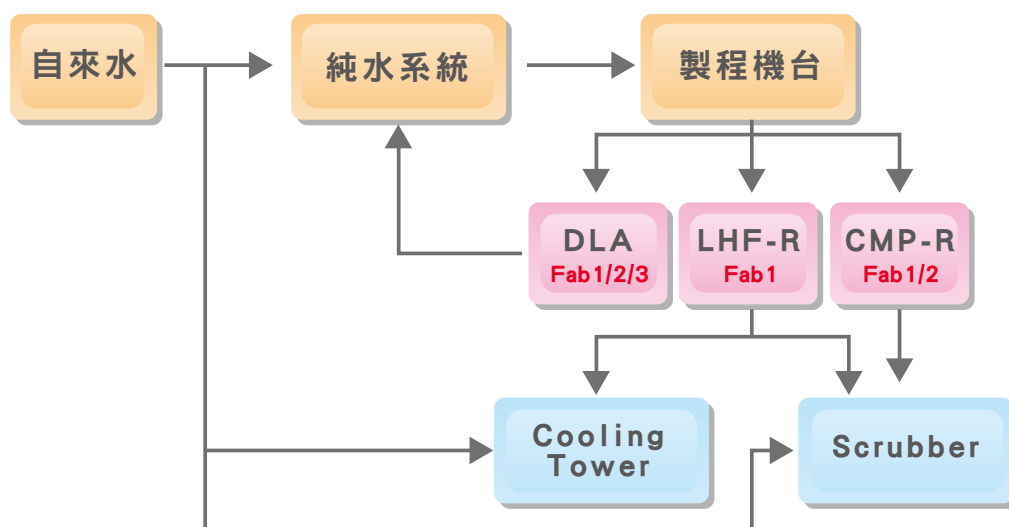 自來水
純水系統
製程機台
DLA
Fab1/2/3
LHF-R
Fab1
CMP-R
Fab1/2
Cooling
Tower
Scrubber